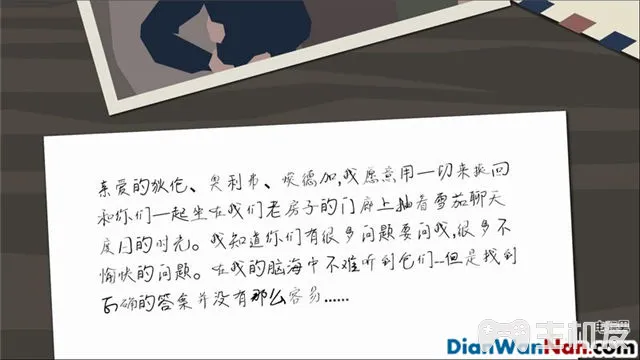 亲爱的狄伦、奥利弗、埃德加,我愿意用一切来换回
和你们一起坐在我们老房子的门廊上抽着雪茄聊天
度日的时光。我知道你们有很多问题要问我,很多不
愉快的问题。在我的脑海中不难听到它们--但是找到
正确的答案并没有那么容易......
主机友
DianWanNan.com